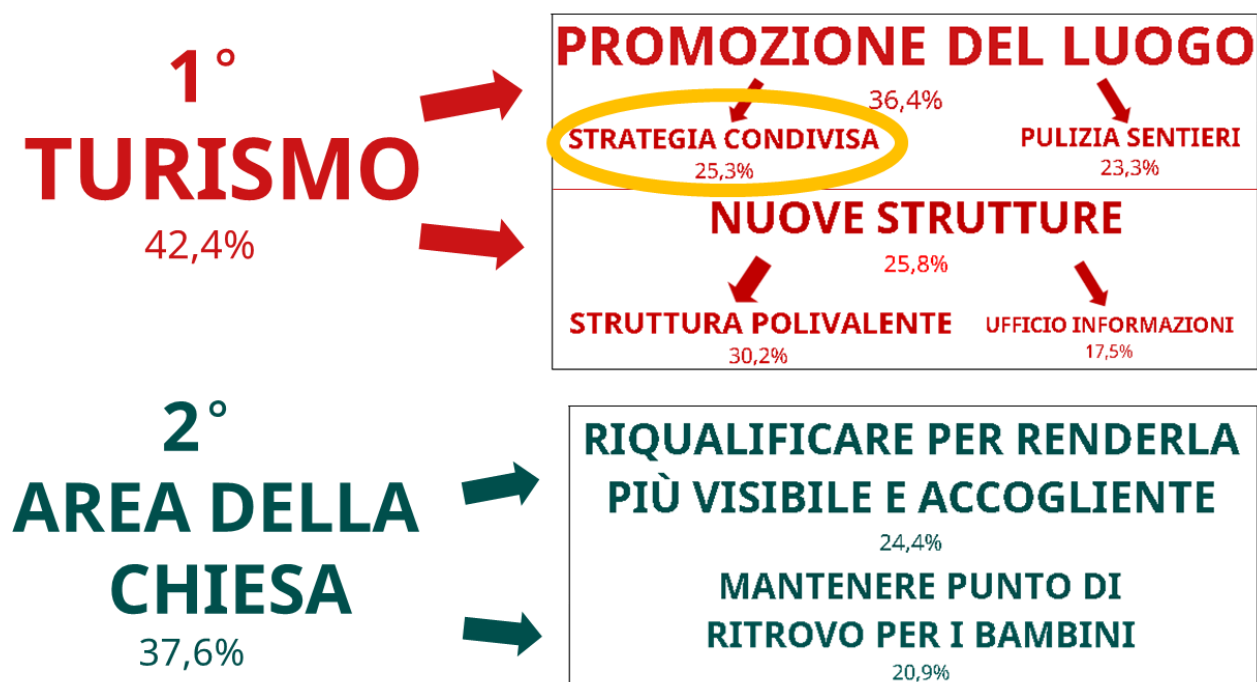 1°
TURISMO
42,4%
PROMOZIONE DEL LUOGO
36,4%
STRATEGIA CONDIVISA
25,3%
PULIZIA SENTIERI
23,3%
NUOVE STRUTTURE
25,8%
STRUTTURA POLIVALENTE
30,2%
UFFICIO INFORMAZIONI
17,5%
2°
AREA DELLA
CHIESA
37,6%
RIQUALIFICARE PER RENDERLA
PIÙ VISIBILE E ACCOGLIENTE
24,4%
MANTENERE PUNTO DI
RITROVO PER I BAMBINI
20,9%